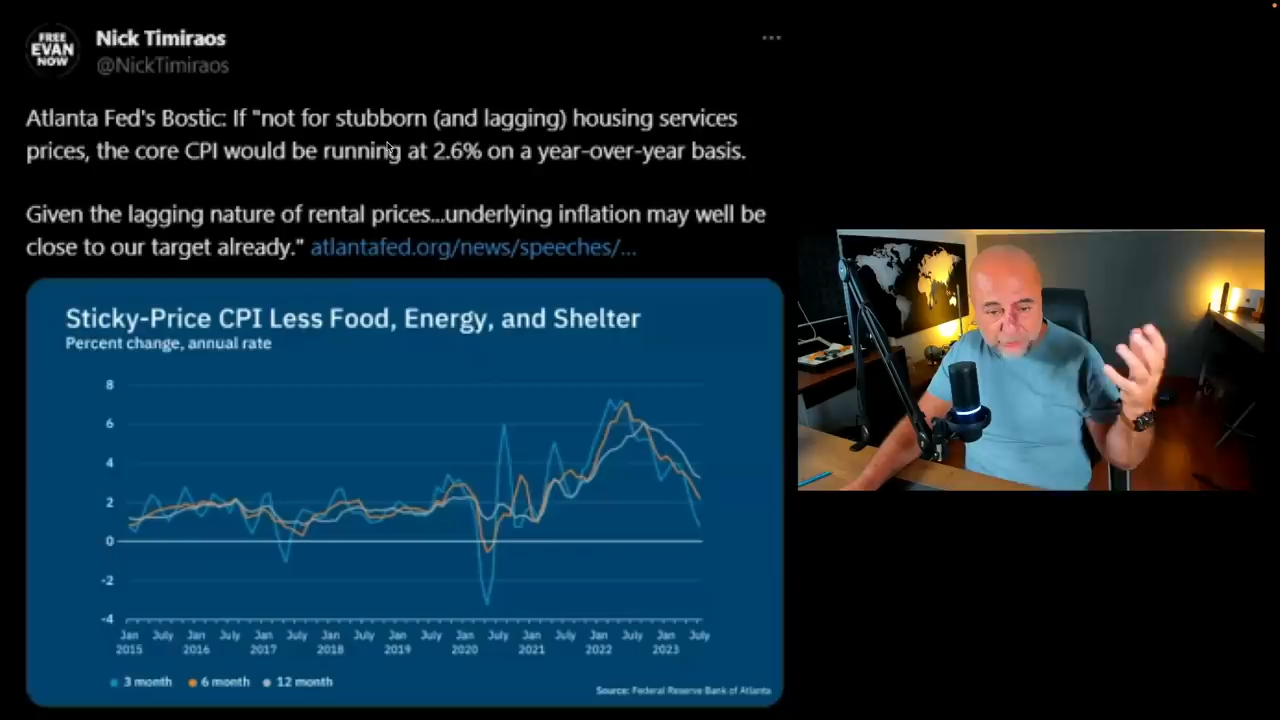 FREE
EVAN
NOW
Nick Timiraos
@NickTimiraos
Atlanta Fed's Bostic: If "not for stubborn (and lagging) housing services
prices, the core CPI would be running at 2.6% on a year-over-year basis.
Given the lagging nature of rental prices...underlying inflation may well be
close to our target already." atlantafed.org/news/speeches/...
Sticky-Price CPI Less Food, Energy, and Shelter
Percent change, annual rate
8
6
4
2
0
-2
-4
Jan July Jan July Jan July Jan July Jan July Jan July Jan July Jan July Jan July
2015 2016 2017 2018 2019 2020 2021 2022 2023
3 month 6 month 12 month
Source: Federal Reserve Bank of Atlanta